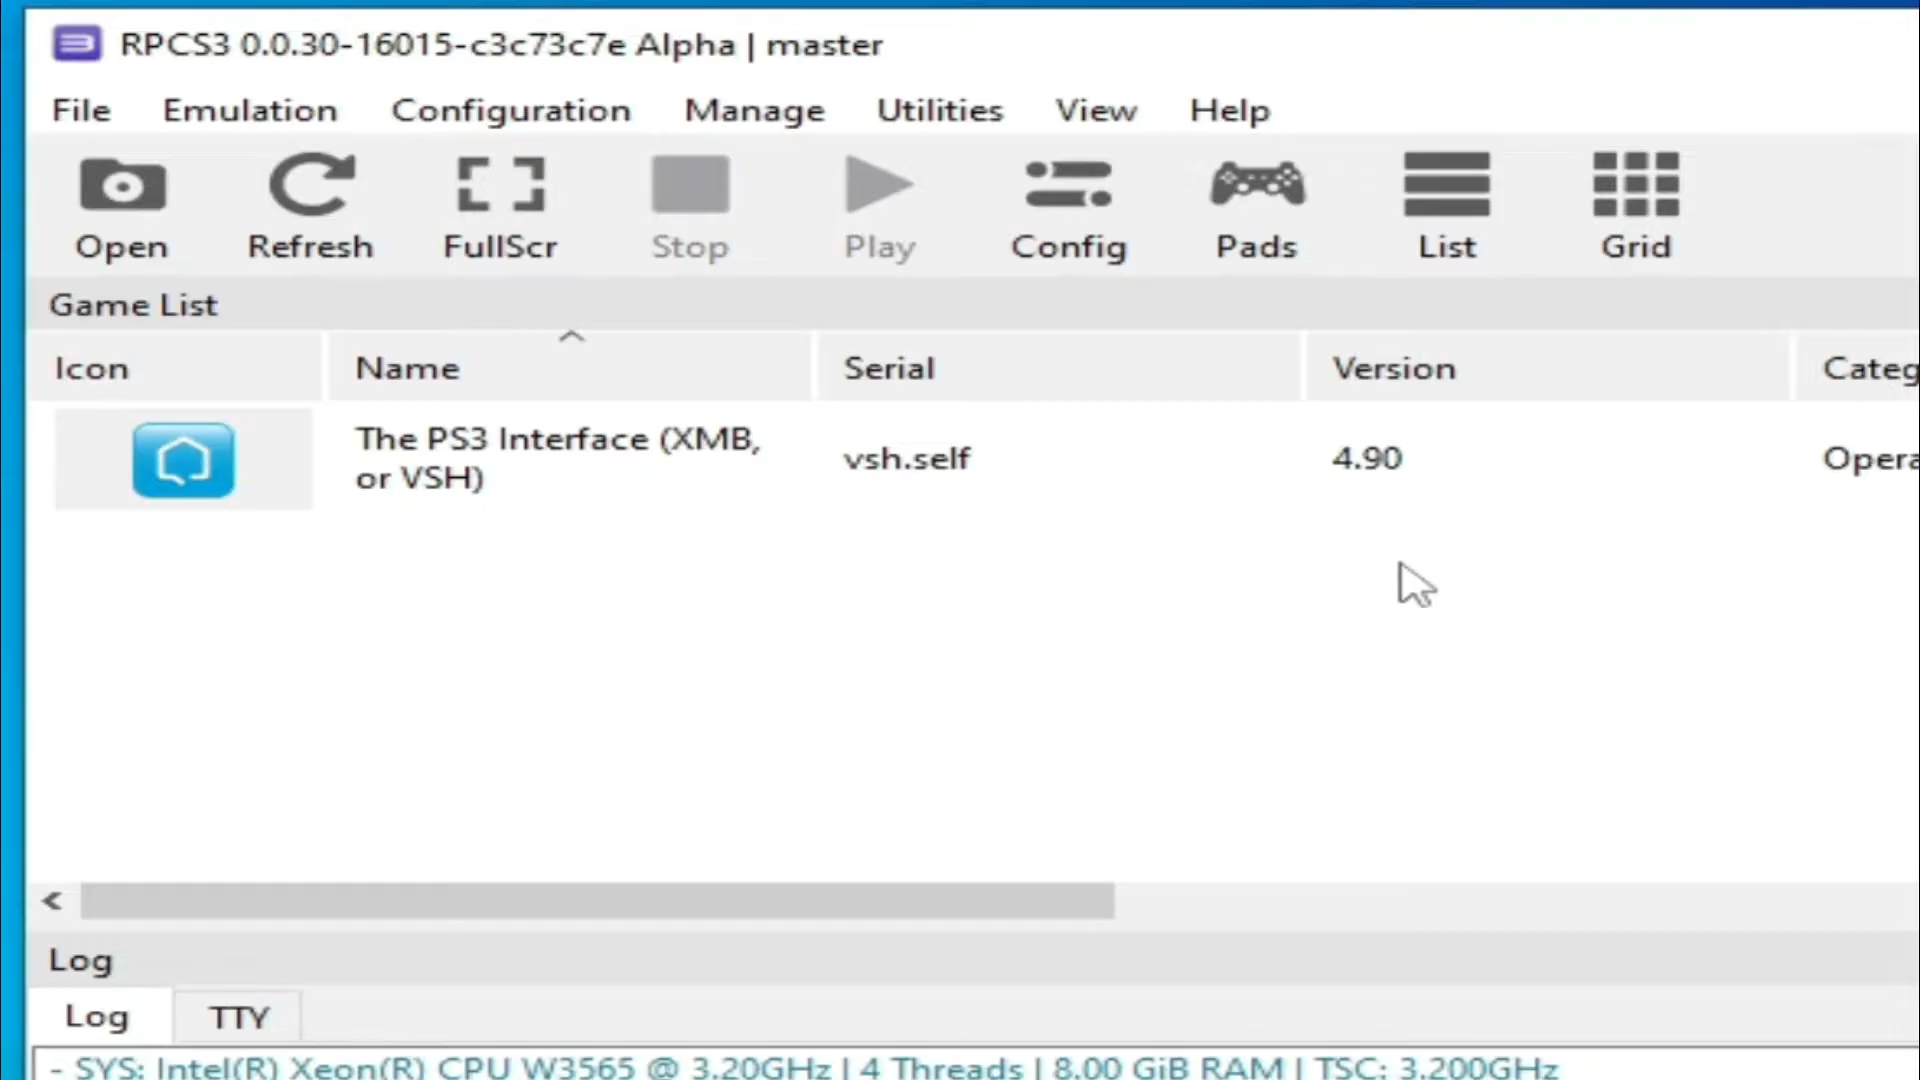 RPCS3 0.0.30-16015-c3c73c7e Alpha | master
File Emulation Configuration Manage Utilities View Help
Open Refresh FullScr Stop Play Config Pads List Grid
Game List
Icon Name Serial Version Categ
The PS3 Interface (XMB,
or VSH)
vsh.self 4.90 Opera
Log
Log TTY
- SYS: Intel(R) Xeon(R) CPU W3565 @ 3.20GHz | 4 Threads | 8.00 GiB RAM | TSC: 3.200GHz